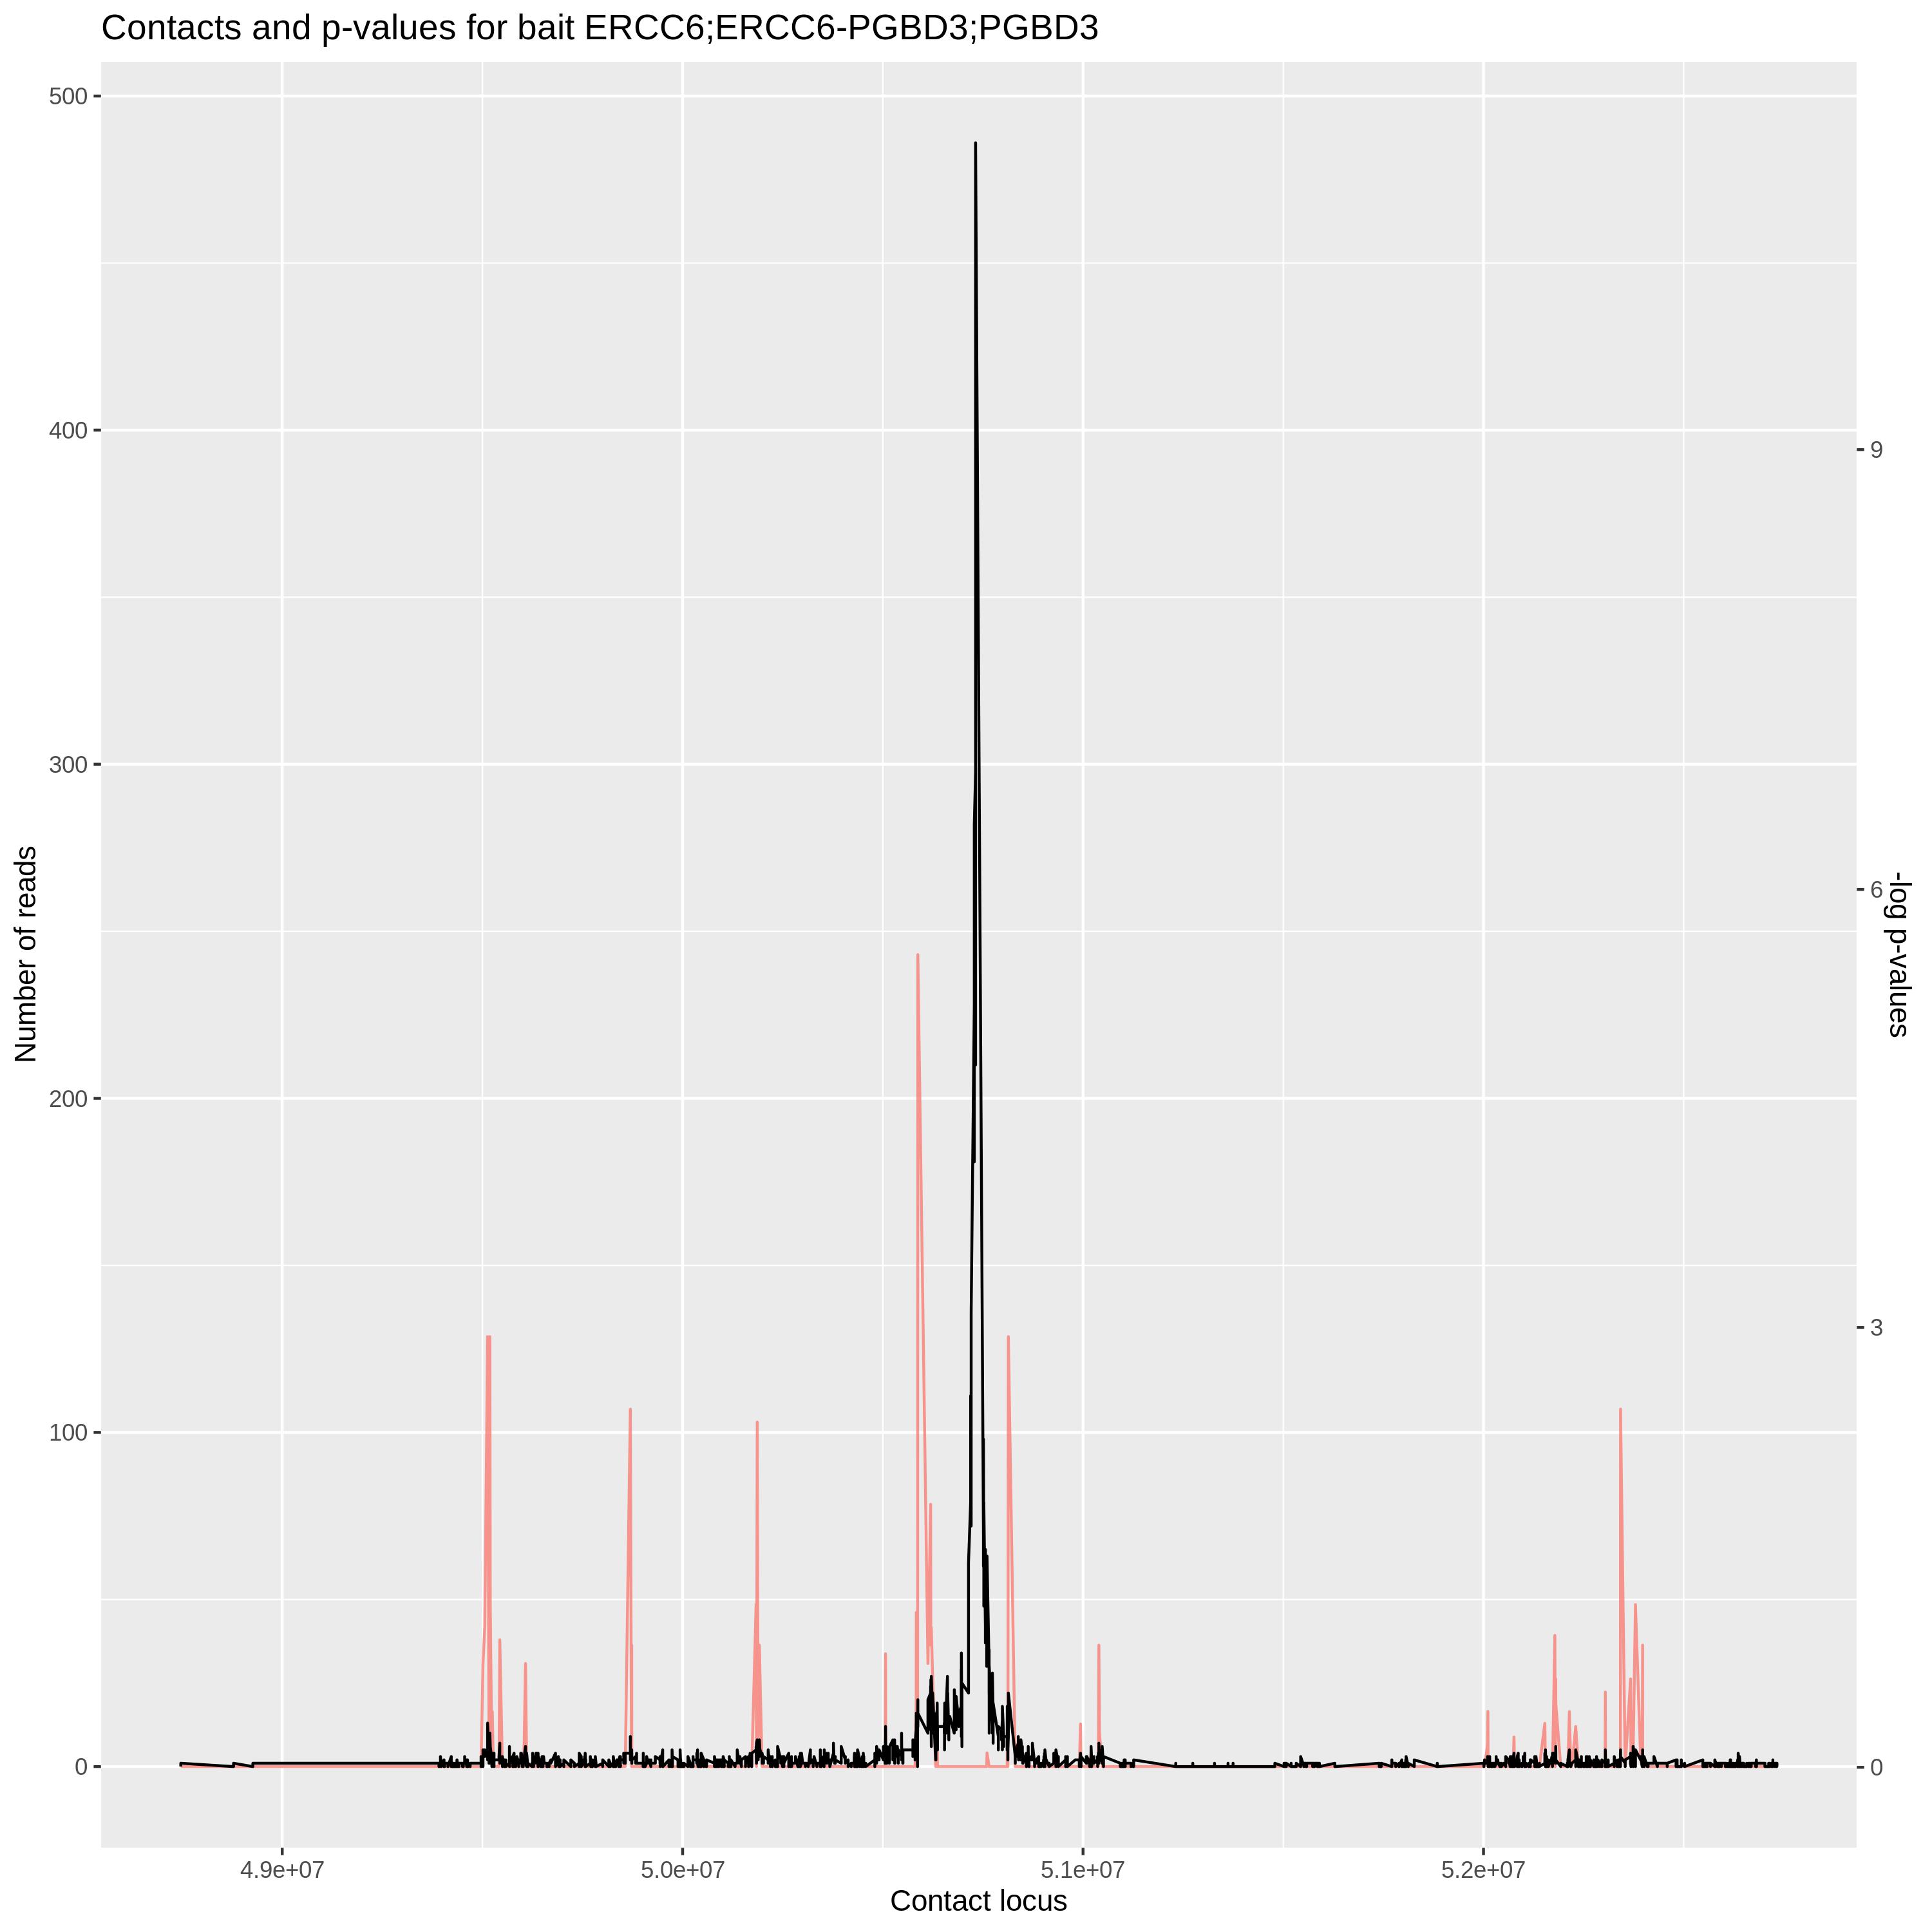 Contacts and p-values for bait ERCC6;ERCC6-PGBD3;PGBD3
500
400
300
200
100
0
Number of reads
9
6
3
0
-log p-values
4.9e+07
5.0e+07
5.1e+07
5.2e+07
Contact locus